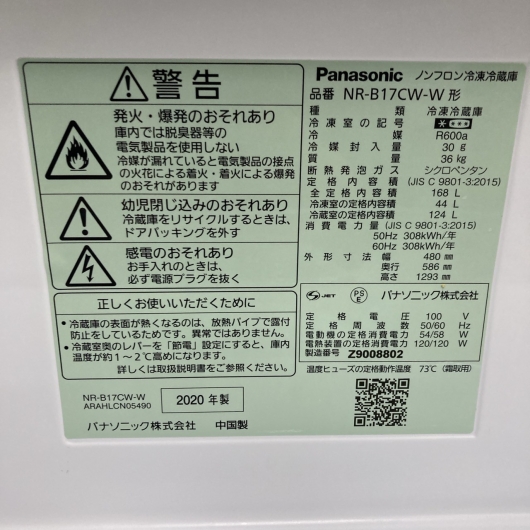 警告
発火・爆発のおそれあり
庫内では脱臭器等の
電気製品を使用しない
冷媒が漏れていると電気製品の接点
の火花による着火・着火による爆発
のおそれがあります
幼児閉じ込めのおそれあり
冷蔵庫をリサイクルするときは、
ドアパッキングを外す
感電のおそれあり
お手入れのときは、
必ず電源プラグを抜く
正しくお使いいただくために
・冷蔵庫の表面が熱くなるのは、放熱パイプで露付
防止をしているためです。異常ではありません。
・冷蔵室奥のレバーを「節電」設定にすると、庫内
温度が約1～2℃高めになります。
詳しくは取扱説明書をご参照ください。
NR-B17CW-W
ARAHLCN05490
2020 年製
パナソニック株式会社 中国製
Panasonic ノンフロン冷凍冷蔵庫
品番 NR-B17CW-W 形
種類 冷凍冷蔵庫
冷凍室の記号 ****
冷媒 R600a
冷媒封入量 30 g
質量 36 kg
断熱発泡ガス シクロペンタン
定格内容積 (JIS C 9801-3:2015)
全定格内容積 168 L
冷凍室の定格内容積 44 L
冷蔵室の定格内容積 124 L
消費電力量 (JIS C 9801-3:2015)
50Hz 308kWh/年
60Hz 308kWh/年
外形寸法 幅 480 mm
奥行 586 mm
高さ 1293 mm
S JET PS E パナソニック株式会社
定格電圧 100 V
定格周波数 50/60 Hz
電動機の定格消費電力 54/58 W
電熱装置の定格消費電力 120/120 W
製造番号 Z9008802
温度ヒューズの定格動作温度 73℃ (霜取用)